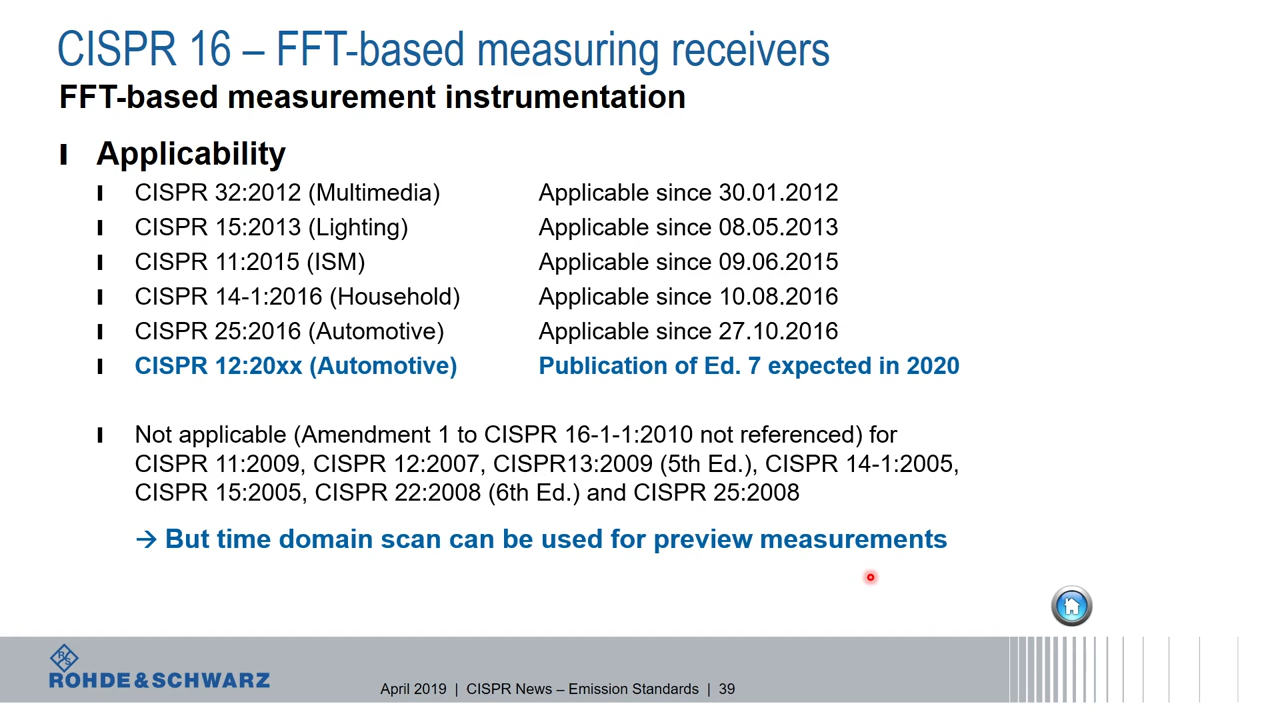 CISPR 16 – FFT-based measuring receivers
FFT-based measurement instrumentation
Applicability
CISPR 32:2012 (Multimedia) Applicable since 30.01.2012
CISPR 15:2013 (Lighting) Applicable since 08.05.2013
CISPR 11:2015 (ISM) Applicable since 09.06.2015
CISPR 14-1:2016 (Household) Applicable since 10.08.2016
CISPR 25:2016 (Automotive) Applicable since 27.10.2016
CISPR 12:20xx (Automotive) Publication of Ed. 7 expected in 2020
Not applicable (Amendment 1 to CISPR 16-1-1:2010 not referenced) for
CISPR 11:2009, CISPR 12:2007, CISPR13:2009 (5th Ed.), CISPR 14-1:2005,
CISPR 15:2005, CISPR 22:2008 (6th Ed.) and CISPR 25:2008
→ But time domain scan can be used for preview measurements
R&S
ROHDE & SCHWARZ
April 2019 | CISPR News – Emission Standards | 39